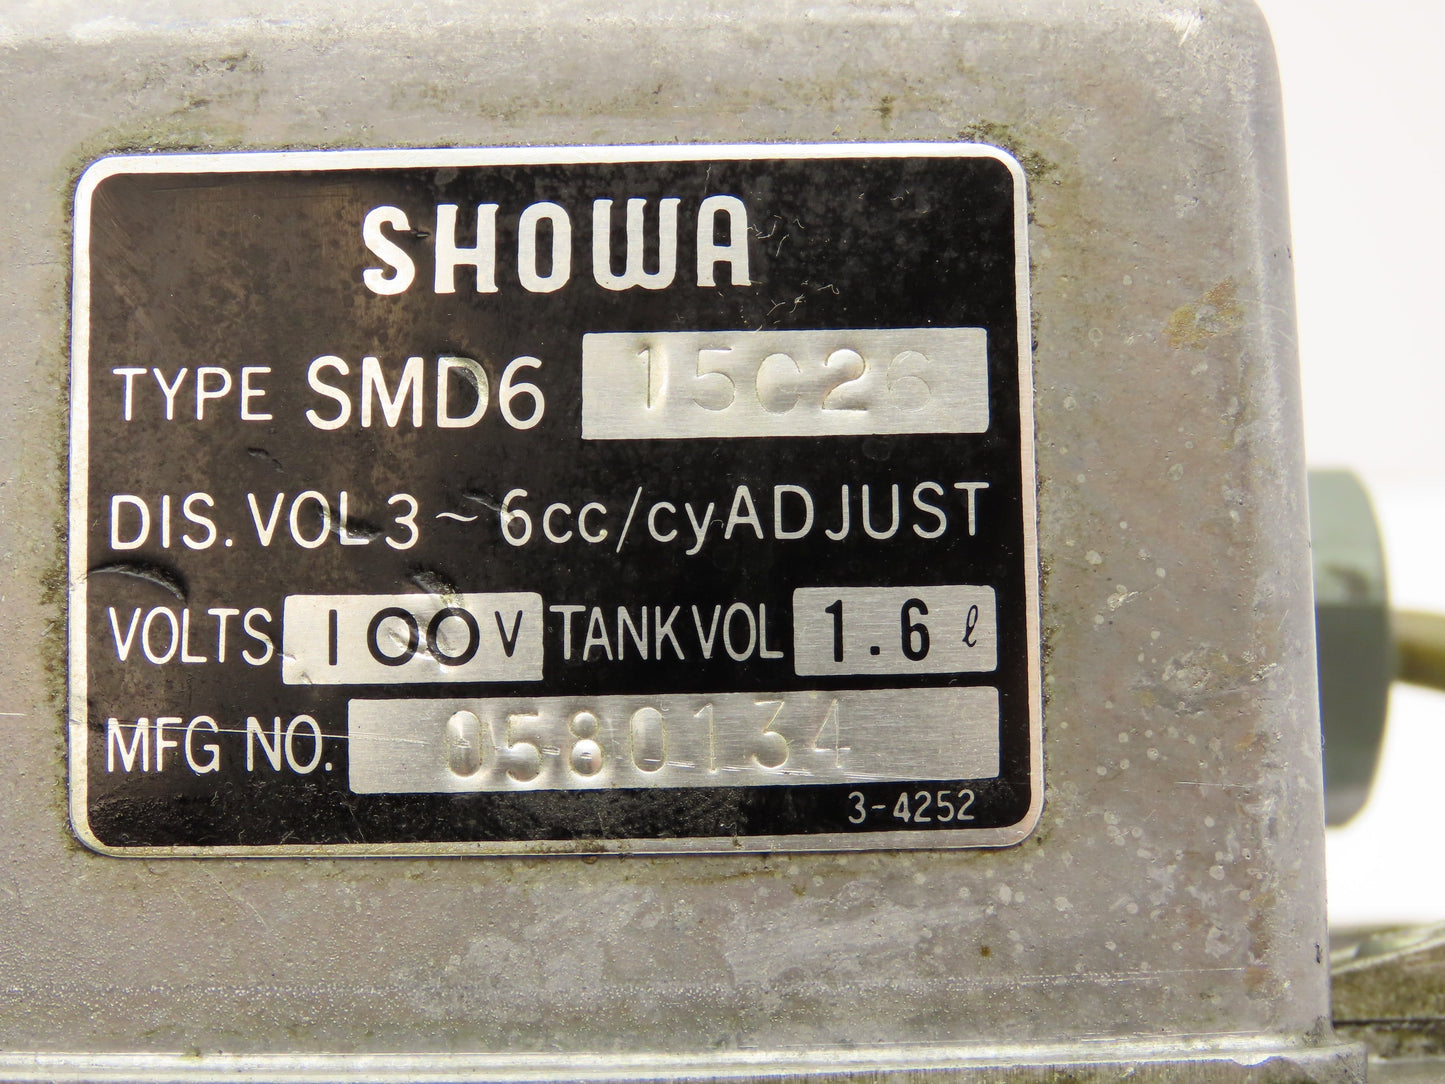 SHOWA
TYPE SMD6 15C26
DIS. VOL 3 ~ 6cc/cy ADJUST
VOLTS 100V TANK VOL 1.6 ℓ
MFG NO. 0580134
3-4252